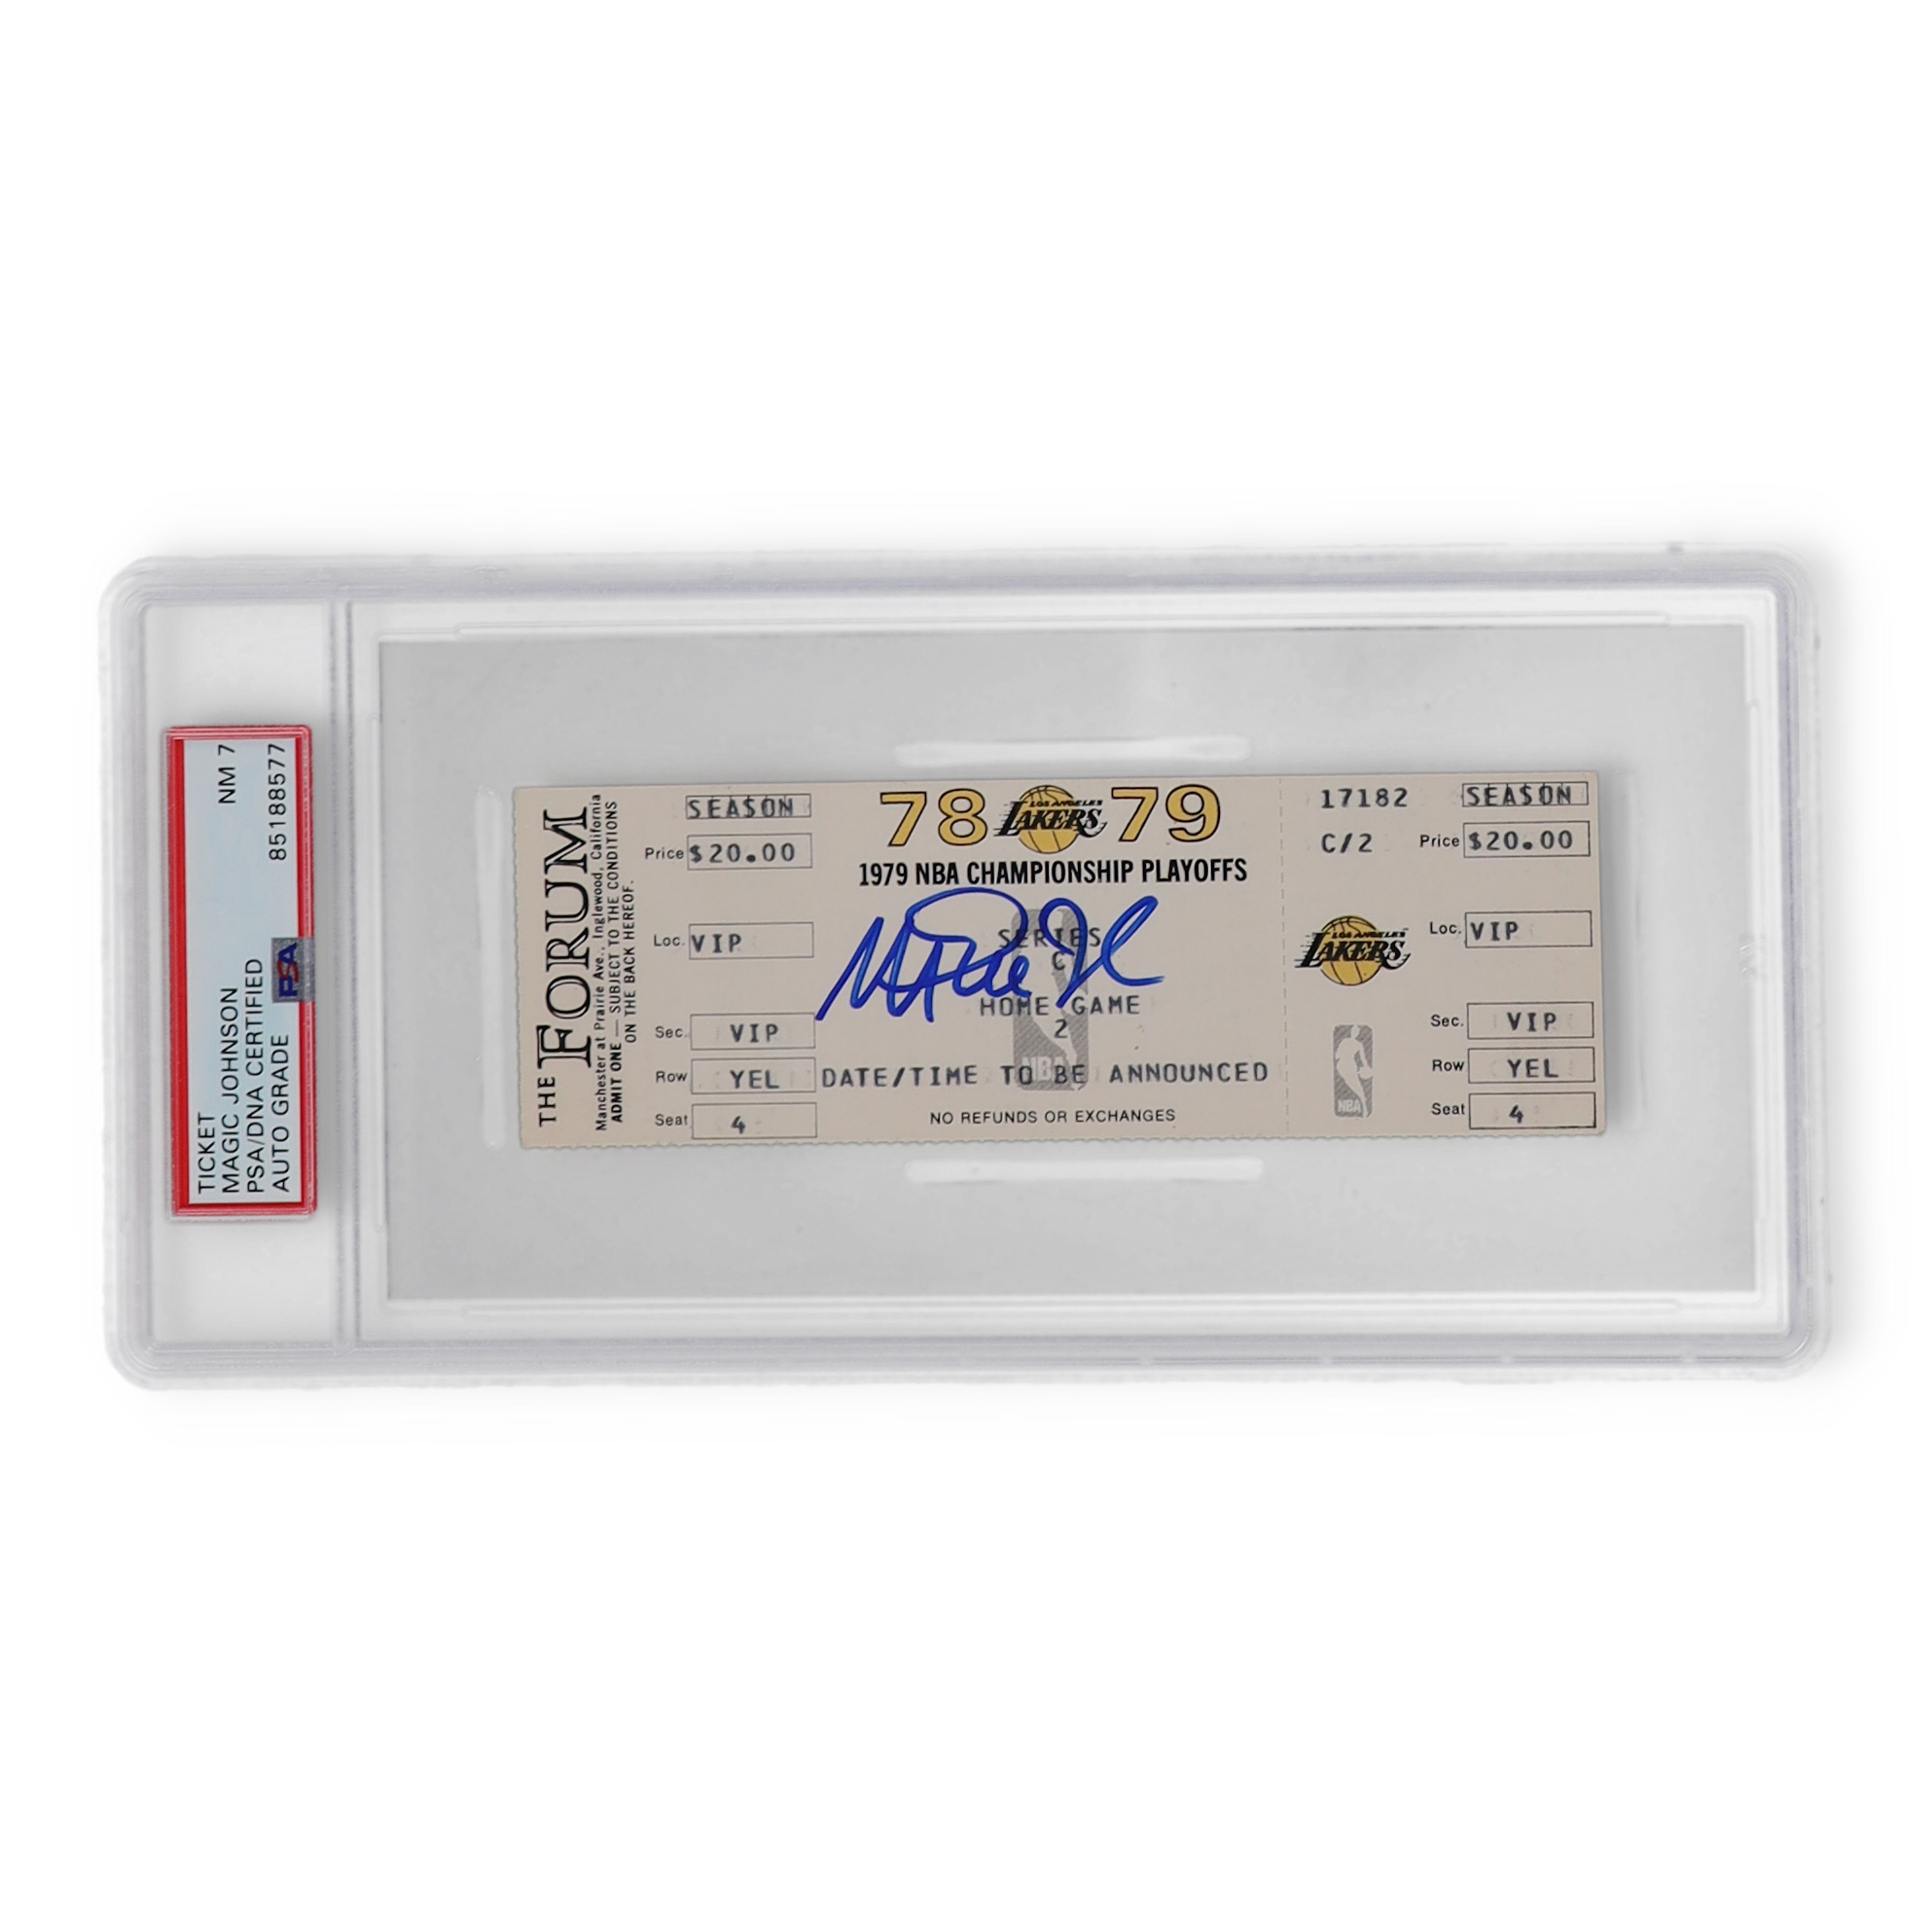 TICKET
MAGIC JOHNSON
PSA/DNA CERTIFIED
AUTO GRADE
NM 7
85188577
PSA
THE FORUM
Manchester at Prairie Ave., Inglewood, California
ADMIT ONE — SUBJECT TO THE CONDITIONS
ON THE BACK HEREOF.
SEASON
Price $20.00
Loc. VIP
Sec. VIP
Row YEL
Seat 4
78 LOS ANGELES LAKERS 79
1979 NBA CHAMPIONSHIP PLAYOFFS
Magic J
SERIES
C
HOME GAME
2
NBA
DATE/TIME TO BE ANNOUNCED
NO REFUNDS OR EXCHANGES
17182
C/2
LOS ANGELES
LAKERS
NBA
SEASON
Price $20.00
Loc. VIP
Sec. VIP
Row YEL
Seat 4